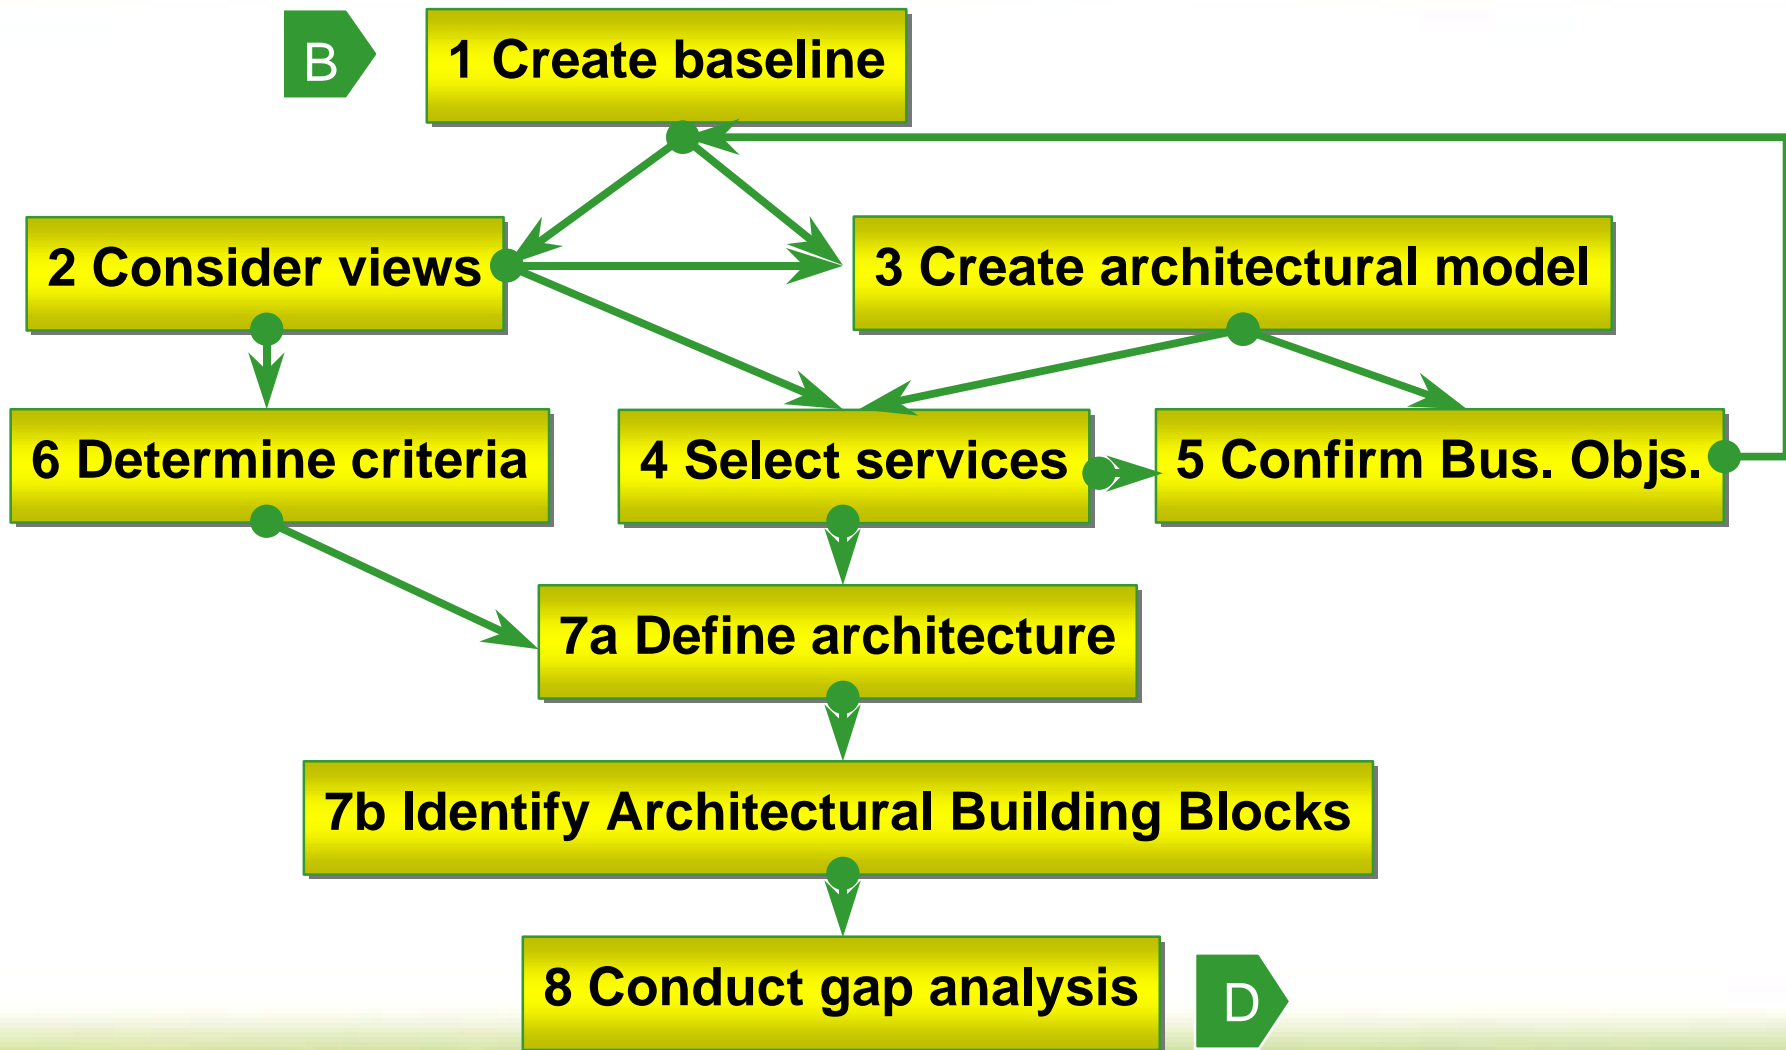 B
1 Create baseline
2 Consider views
3 Create architectural model
6 Determine criteria
4 Select services
5 Confirm Bus. Objs.
7a Define architecture
7b Identify Architectural Building Blocks
8 Conduct gap analysis
D